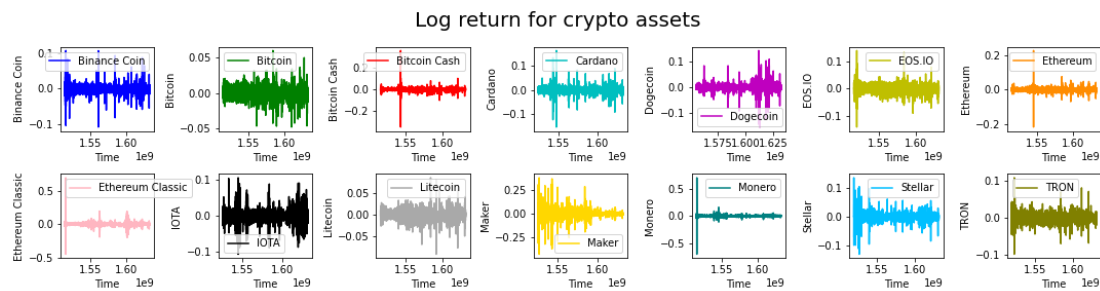 Log return for crypto assets
Binance Coin
0.1
0.0
−0.1
Binance Coin
1.55
1.60
Time
1e9
Bitcoin
0.05
0.00
−0.05
Bitcoin
1.55
1.60
Time
1e9
Bitcoin Cash
0.2
0.0
−0.2
Bitcoin Cash
1.55
1.60
Time
1e9
Cardano
0.1
0.0
−0.1
Cardano
1.55
1.60
Time
1e9
Dogecoin
0.1
0.0
−0.1
Dogecoin
1.575
1.600
1.625
Time
1e9
EOS.IO
0.1
0.0
−0.1
EOS.IO
1.55
1.60
Time
1e9
Ethereum
0.2
0.0
−0.2
Ethereum
1.55
1.60
Time
1e9
Ethereum Classic
0.5
0.0
−0.5
Ethereum Classic
1.55
1.60
Time
1e9
IOTA
0.1
0.0
−0.1
IOTA
1.55
1.60
Time
1e9
Litecoin
0.05
0.00
−0.05
Litecoin
1.55
1.60
Time
1e9
Maker
0.25
0.00
−0.25
Maker
1.55
1.60
Time
1e9
Monero
0.5
0.0
−0.5
Monero
1.55
1.60
Time
1e9
Stellar
0.1
0.0
−0.1
Stellar
1.55
1.60
Time
1e9
TRON
0.1
0.0
−0.1
TRON
1.55
1.60
Time
1e9